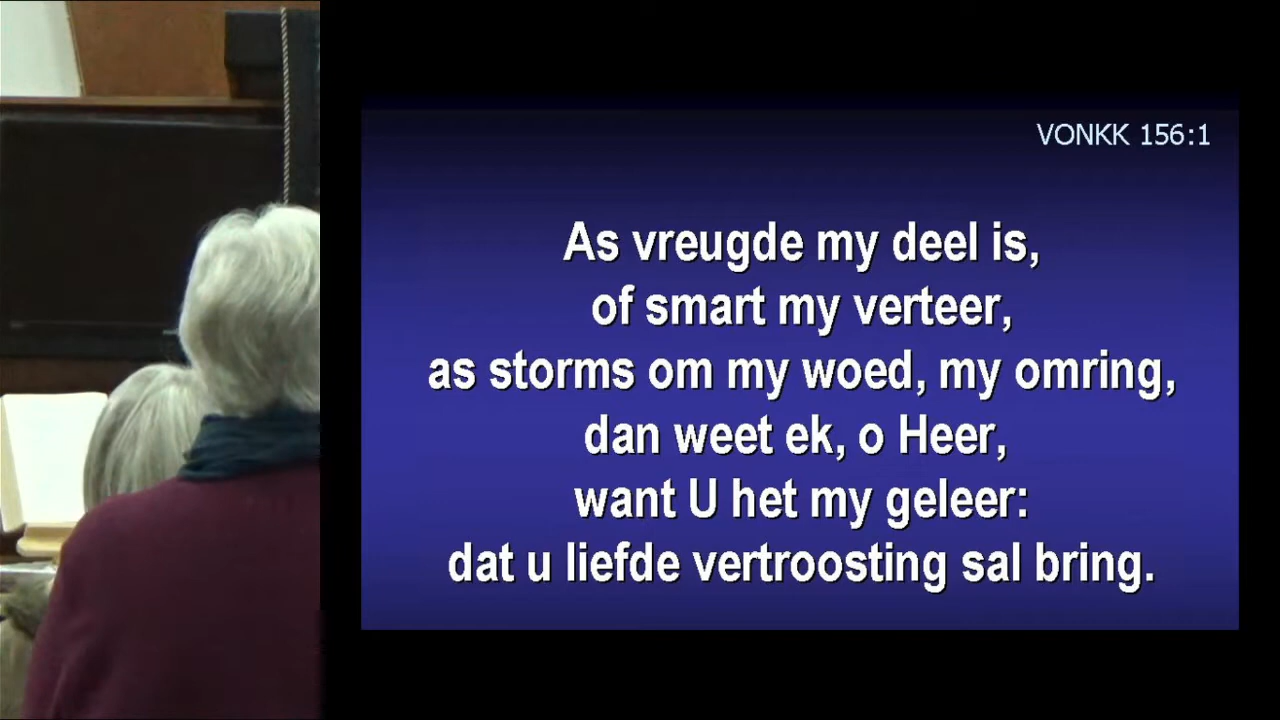 VONKK 156:1
As vreugde my deel is,
of smart my verteer,
as storms om my woed, my omring,
dan weet ek, o Heer,
want U het my geleer:
dat u liefde vertroosting sal bring.